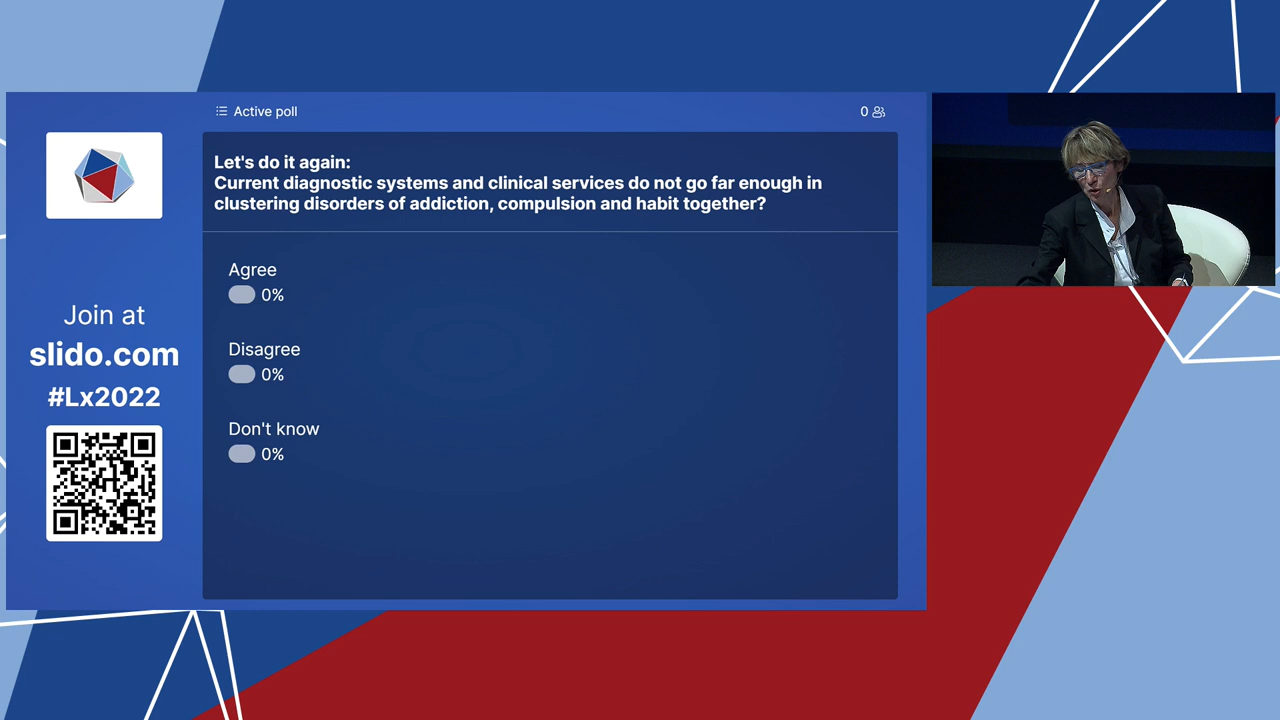 Active poll
0
Let's do it again:
Current diagnostic systems and clinical services do not go far enough in
clustering disorders of addiction, compulsion and habit together?
Agree
0%
Disagree
0%
Don't know
0%
Join at
slido.com
#Lx2022